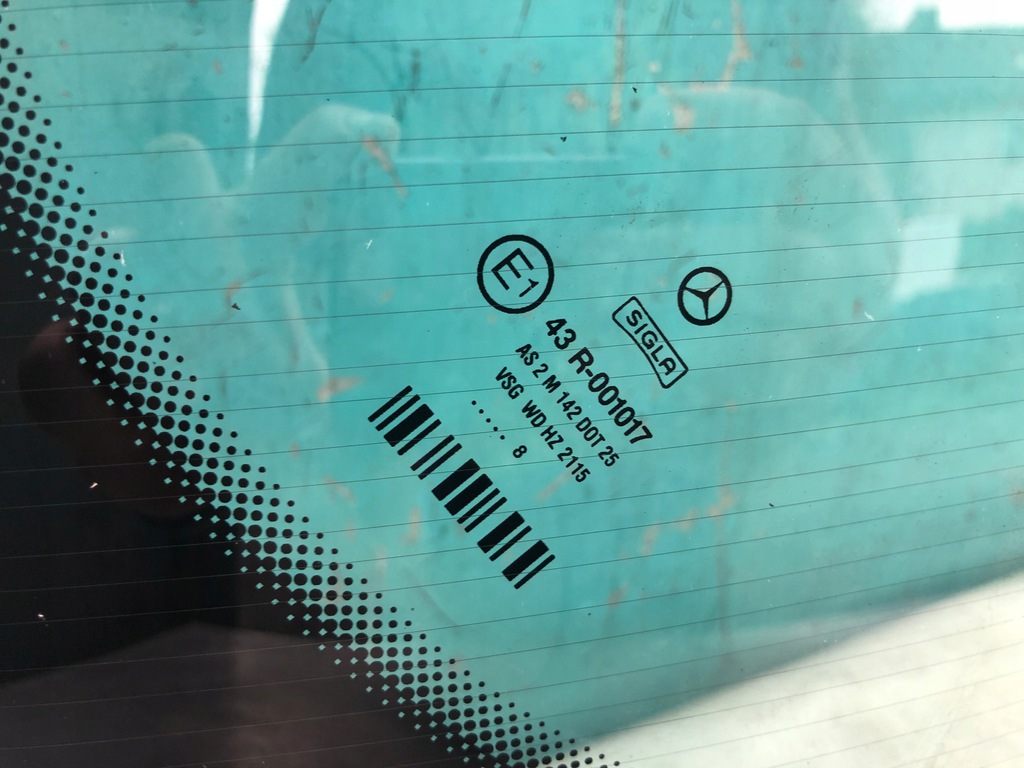 E1
SIGLA
43 R-001017
AS 2 M 142 DOT 25
VSG WD HZ 2115
..... 8